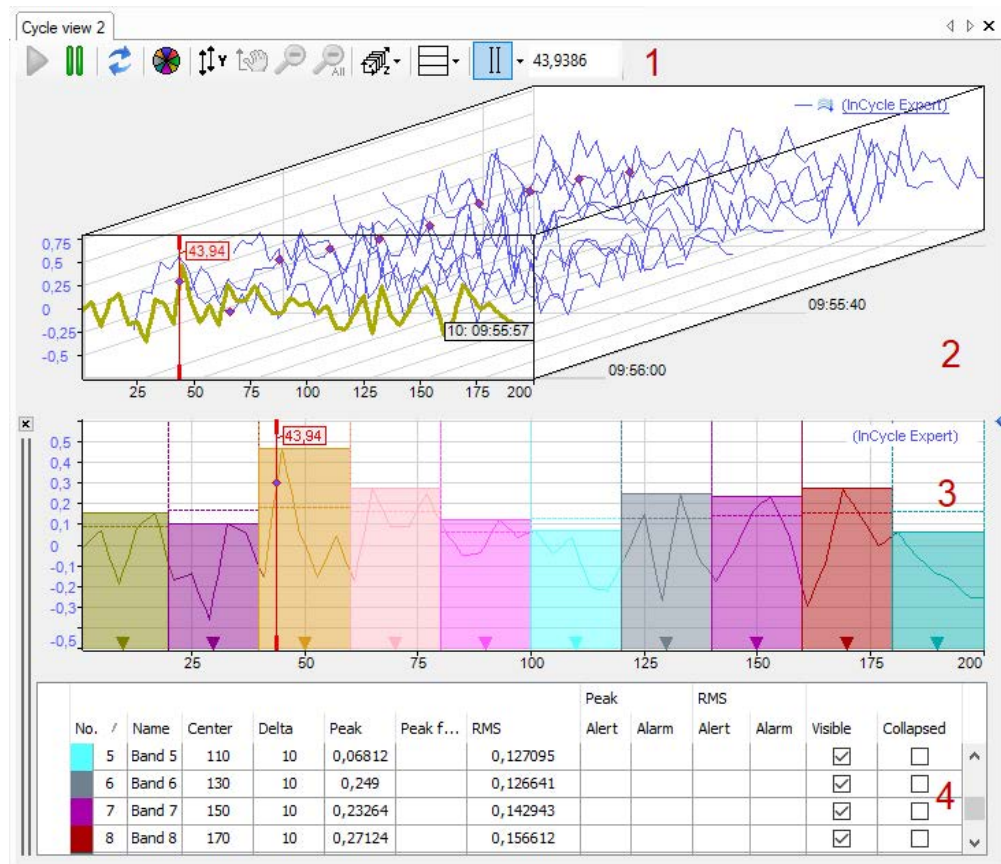 Cycle view 2
Y All Z 43,9386 1
(InCycle Expert)
0,75
0,5
0,25
0
-0,25
-0,5
43,94
10: 09:55:57
09:55:40
09:56:00
2
25 50 75 100 125 150 175 200
0,5
0,4
0,3
0,2
0,1
0
-0,1
-0,2
-0,3
-0,5
43,94
(InCycle Expert)
3
25 50 75 100 125 150 175 200
Peak RMS
No. / Name Center Delta Peak Peak f... RMS Alert Alarm Alert Alarm Visible Collapsed
5 Band 5 110 10 0,06812 0,127095
6 Band 6 130 10 0,249 0,126641
7 Band 7 150 10 0,23264 0,142943
8 Band 8 170 10 0,27124 0,156612
4